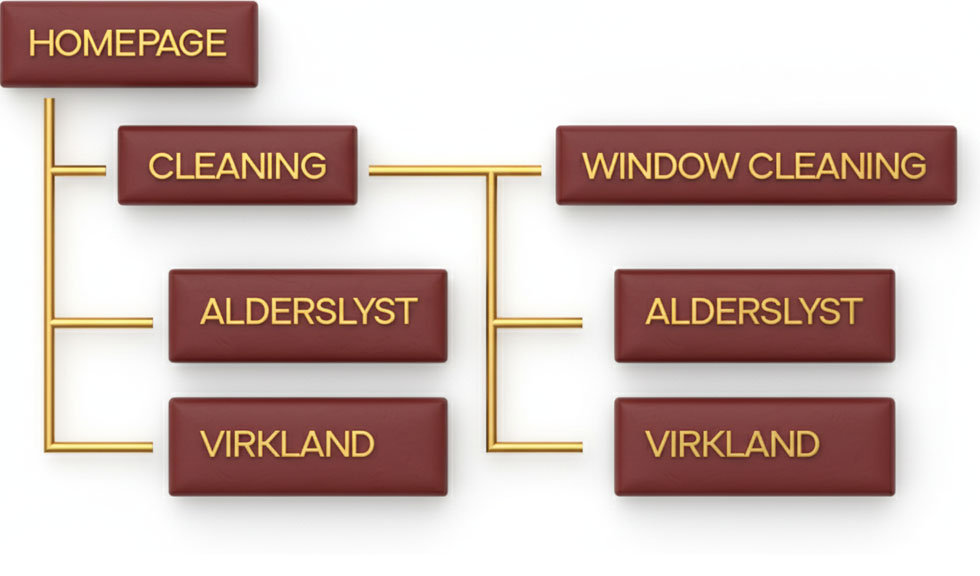 HOMEPAGE
CLEANING
WINDOW CLEANING
ALDERSLYST
ALDERSLYST
VIRKLAND
VIRKLAND